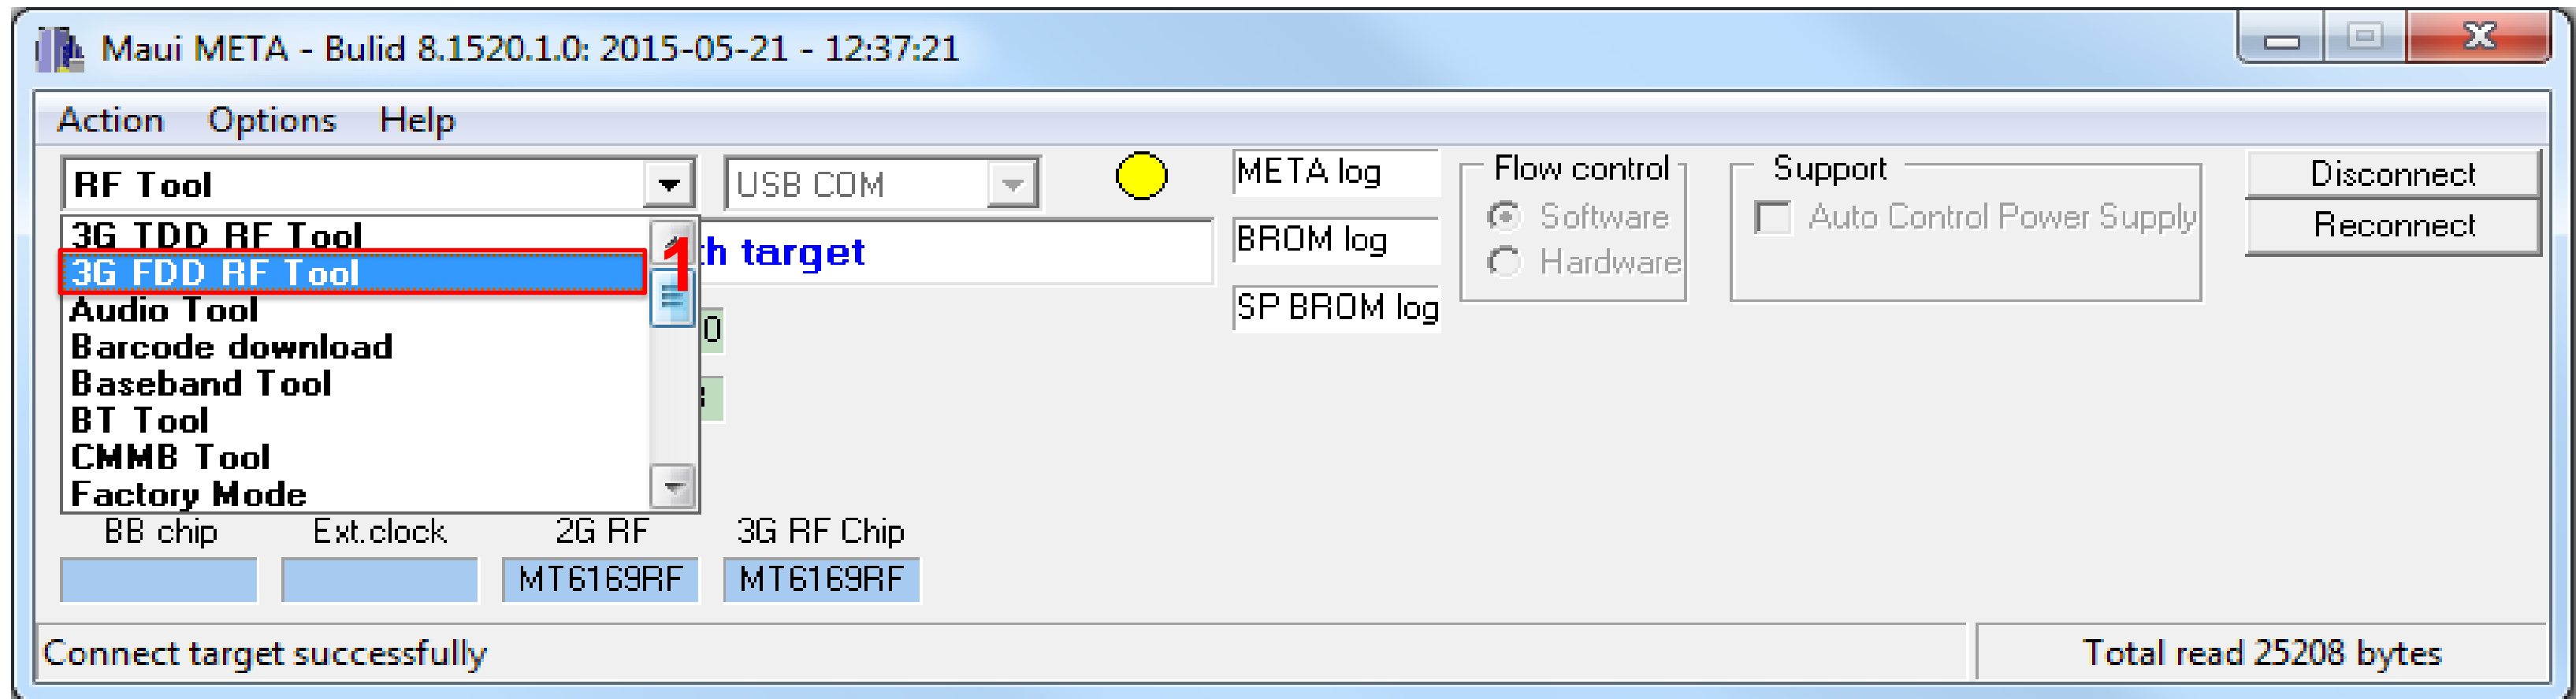 Maui META - Bulid 8.1520.1.0: 2015-05-21 - 12:37:21
Action Options Help
RF Tool
USB COM
META log
Flow control
Support
Disconnect
3G TDD RF Tool
Software
Auto Control Power Supply
Reconnect
3G FDD RF Tool
1
h target
BROM log
Hardware
Audio Tool
SP BROM log
0
Barcode download
Baseband Tool
BT Tool
CMMB Tool
Factory Mode
BB chip
Ext.clock
2G RF
3G RF Chip
MT6169RF
MT6169RF
Connect target successfully
Total read 25208 bytes